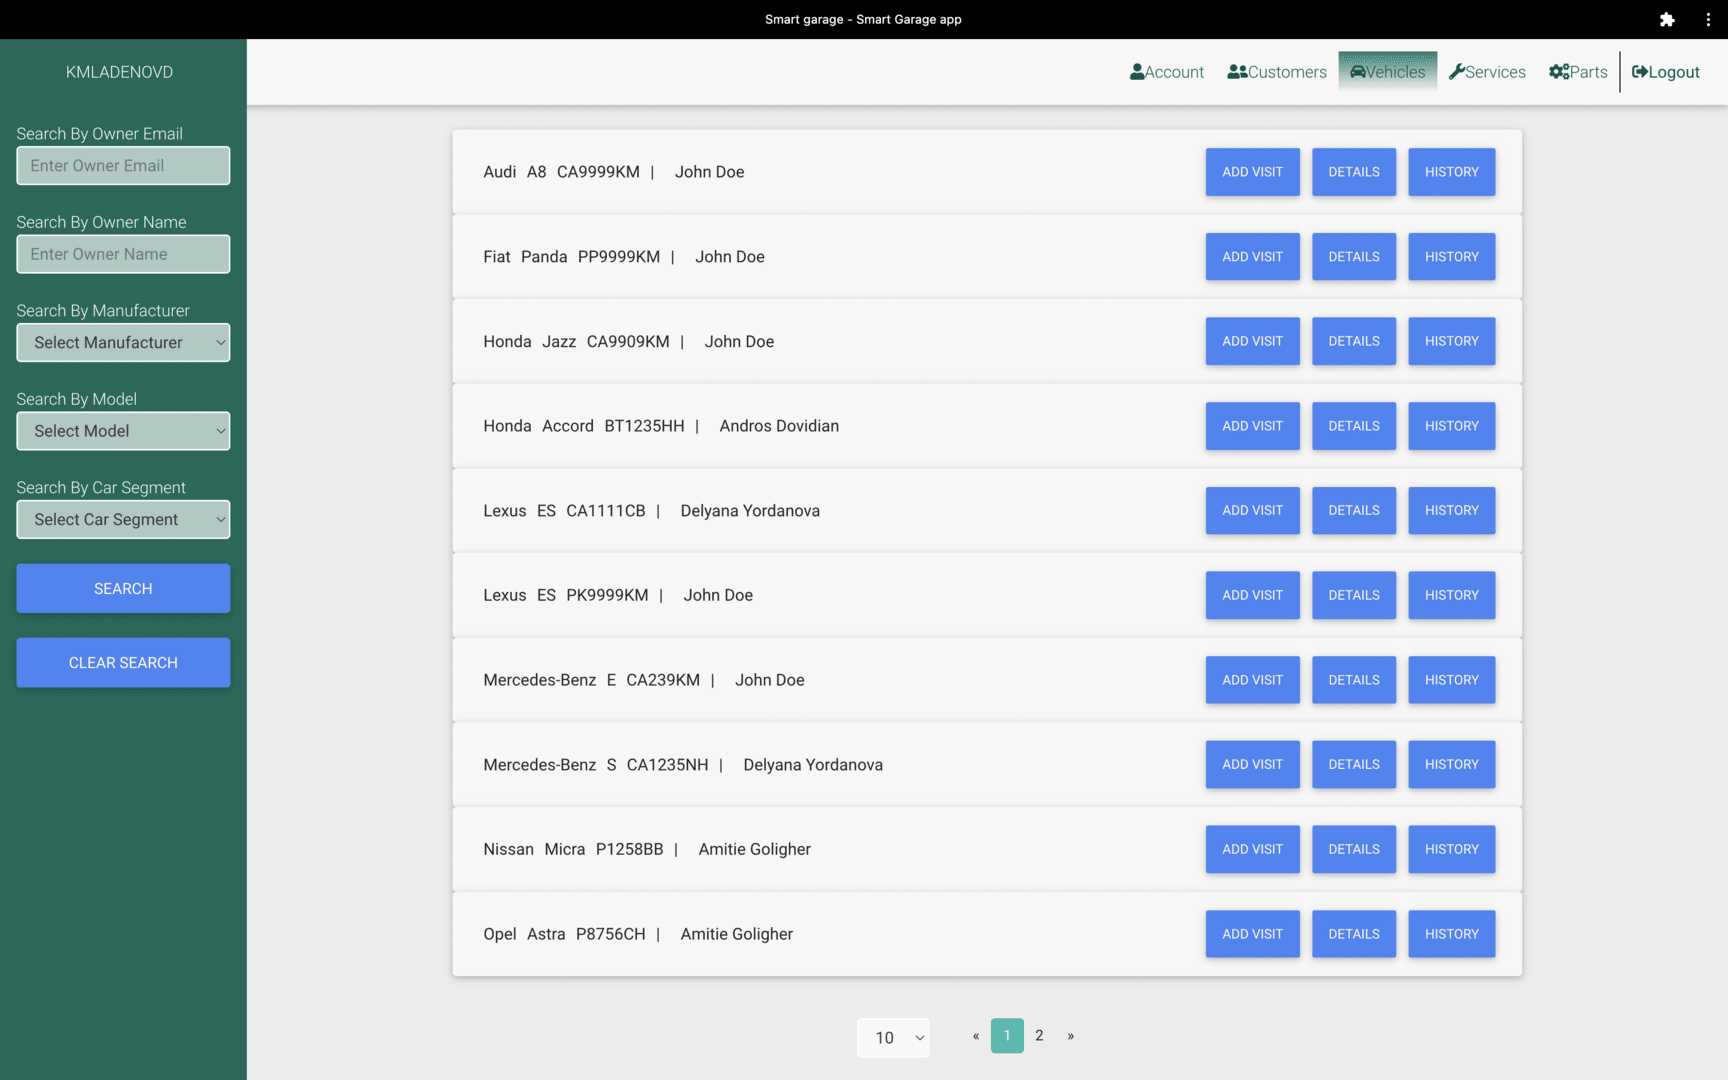 Smart garage - Smart Garage app
KMLADENOVD
Account Customers Vehicles Services Parts Logout
Search By Owner Email
Enter Owner Email
Search By Owner Name
Enter Owner Name
Search By Manufacturer
Select Manufacturer
Search By Model
Select Model
Search By Car Segment
Select Car Segment
SEARCH
CLEAR SEARCH
Audi A8 CA9999KM | John Doe ADD VISIT DETAILS HISTORY
Fiat Panda PP9999KM | John Doe ADD VISIT DETAILS HISTORY
Honda Jazz CA9909KM | John Doe ADD VISIT DETAILS HISTORY
Honda Accord BT1235HH | Andros Dovidian ADD VISIT DETAILS HISTORY
Lexus ES CA1111CB | Delyana Yordanova ADD VISIT DETAILS HISTORY
Lexus ES PK9999KM | John Doe ADD VISIT DETAILS HISTORY
Mercedes-Benz E CA239KM | John Doe ADD VISIT DETAILS HISTORY
Mercedes-Benz S CA1235NH | Delyana Yordanova ADD VISIT DETAILS HISTORY
Nissan Micra P1258BB | Amitie Goligher ADD VISIT DETAILS HISTORY
Opel Astra P8756CH | Amitie Goligher ADD VISIT DETAILS HISTORY
10 « 1 2 »